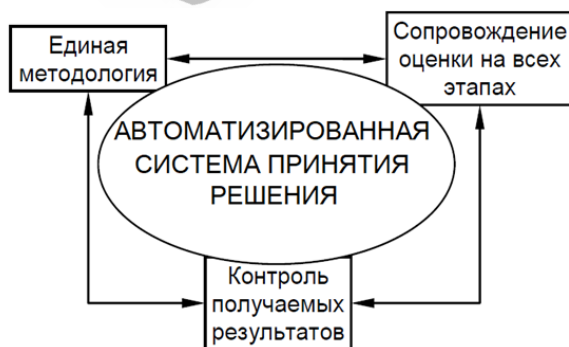 Единая
методология
Сопровождение
оценки на всех
этапах
АВТОМАТИЗИРОВАННАЯ
СИСТЕМА ПРИНЯТИЯ
РЕШЕНИЯ
Контроль
получаемых
результатов